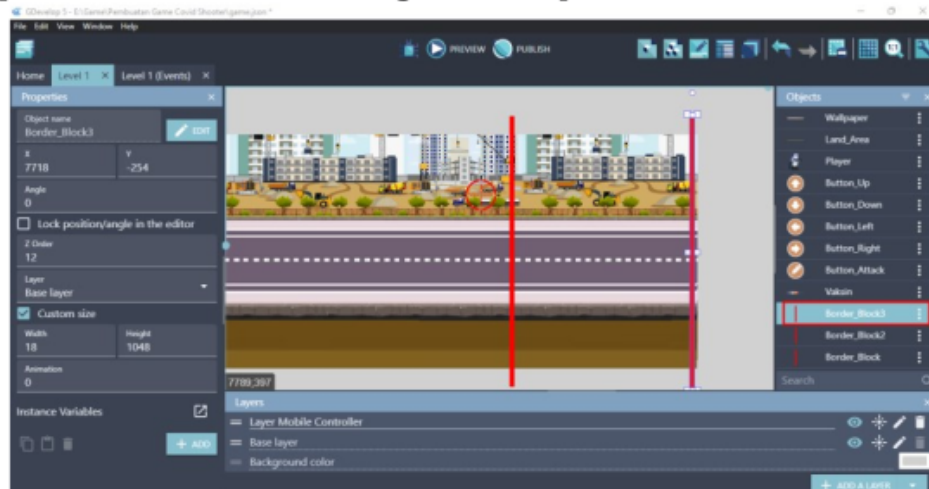 GDevelop 5 - E:\Game\Pembuatan Game Covid Shooter\game.json*
File Edit View Window Help
PREVIEW PUBLISH
Home Level 1 × Level 1 (Events) ×
Properties ×
Object name
Border_Block3
EDIT
X Y
7718 -254
Angle
0
Lock position/angle in the editor
Z Order
12
Layer
Base layer
Custom size
Width Height
18 1048
Animation
0
Instance Variables
+ ADD
7789,397
Objects
Wallpaper
Land_Area
Player
Button_Up
Button_Down
Button_Left
Button_Right
Button_Attack
Vaksin
Border_Block3
Border_Block2
Border_Block
Search
Layers
Layer Mobile Controller
Base layer
Background color
+ ADD A LAYER